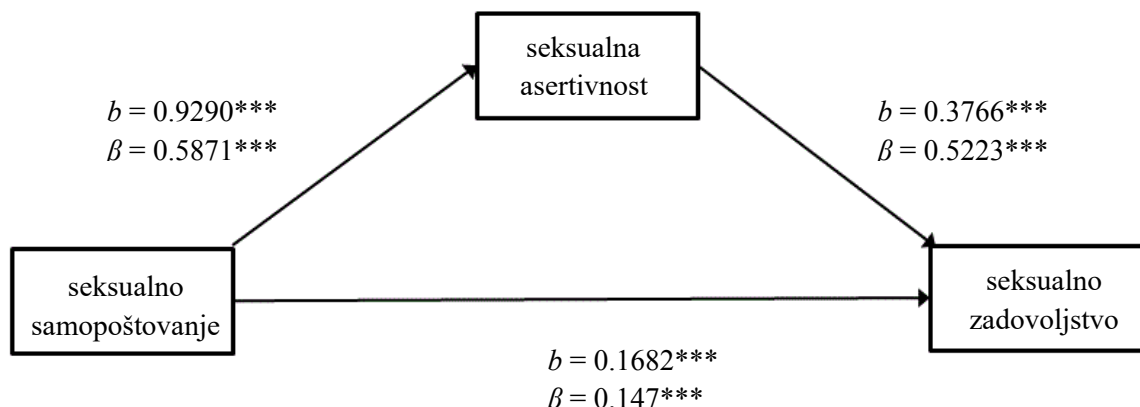 seksualna
asertivnost
b = 0.9290***
β = 0.5871***
b = 0.3766***
β = 0.5223***
seksualno
samopoštovanje
seksualno
zadovoljstvo
b = 0.1682***
β = 0.147***